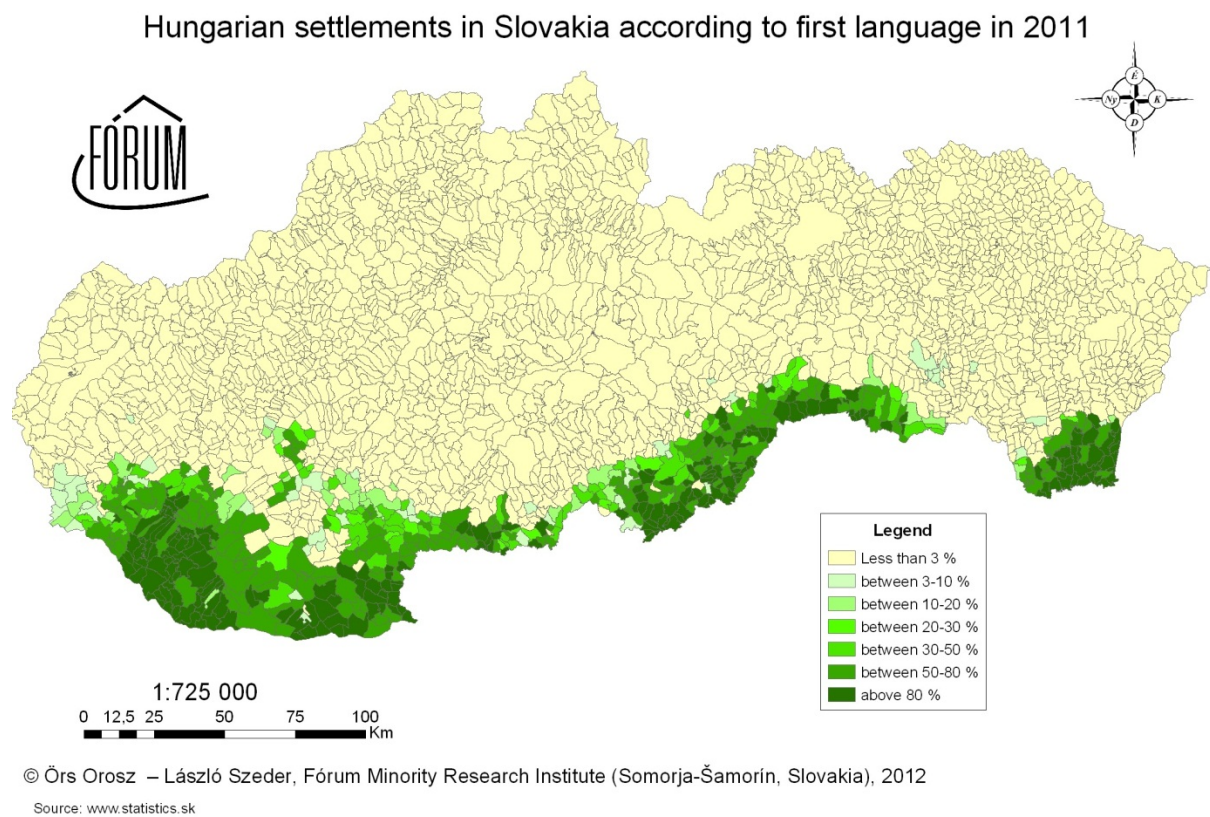 Hungarian settlements in Slovakia according to first language in 2011
FÓRUM
É
Ny
K
D
Legend
Less than 3 %
between 3-10 %
between 10-20 %
between 20-30 %
between 30-50 %
between 50-80 %
above 80 %
1:725 000
0 12,5 25 50 75 100
Km
© Örs Orosz – László Szeder, Fórum Minority Research Institute (Somorja-Šamorín, Slovakia), 2012
Source: www.statistics.sk